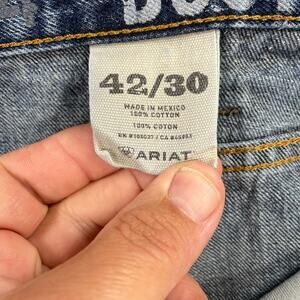 42/30
MADE IN MEXICO
100% COTTON
100% COTON
ARIAT